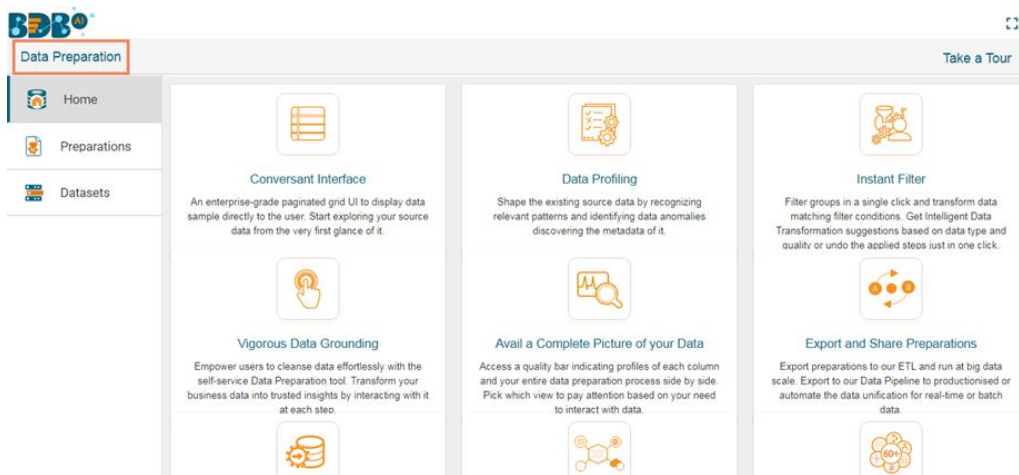 BDB AI
Data Preparation
Take a Tour
Home
Preparations
Datasets
Conversant Interface
An enterprise-grade paginated grid UI to display data
sample directly to the user. Start exploring your source
data from the very first glance of it.
Data Profiling
Shape the existing source data by recognizing
relevant patterns and identifying data anomalies
discovering the metadata of it.
Instant Filter
Filter groups in a single click and transform data
matching filter conditions. Get Intelligent Data
Transformation suggestions based on data type and
quality or undo the applied steps just in one click.
Vigorous Data Grounding
Empower users to cleanse data effortlessly with the
self-service Data Preparation tool. Transform your
business data into trusted insights by interacting with it
at each step.
Avail a Complete Picture of your Data
Access a quality bar indicating profiles of each column
and your entire data preparation process side by side.
Pick which view to pay attention based on your need
to interact with data.
A B
Export and Share Preparations
Export preparations to our ETL and run at big data
scale. Export to our Data Pipeline to productionised or
automate the data unification for real-time or batch
data.
60+